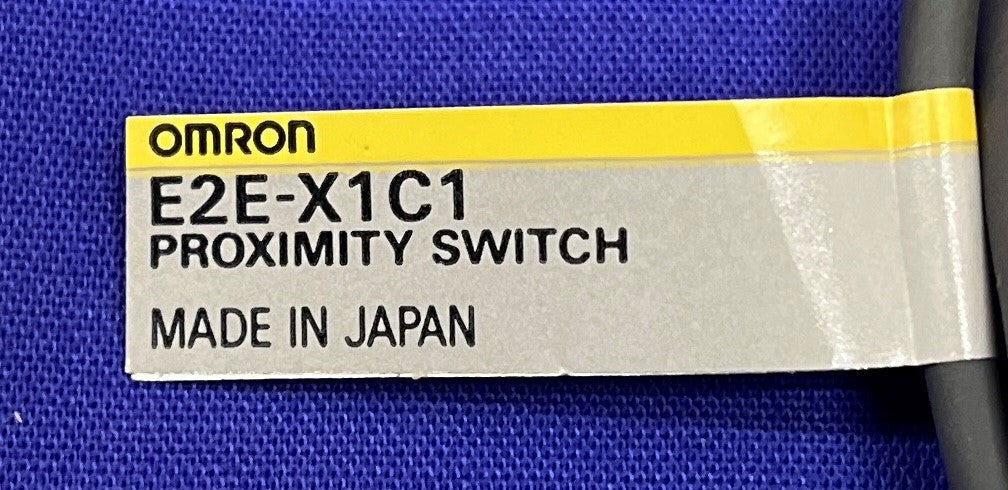 OMRON
E2E-X1C1
PROXIMITY SWITCH
MADE IN JAPAN